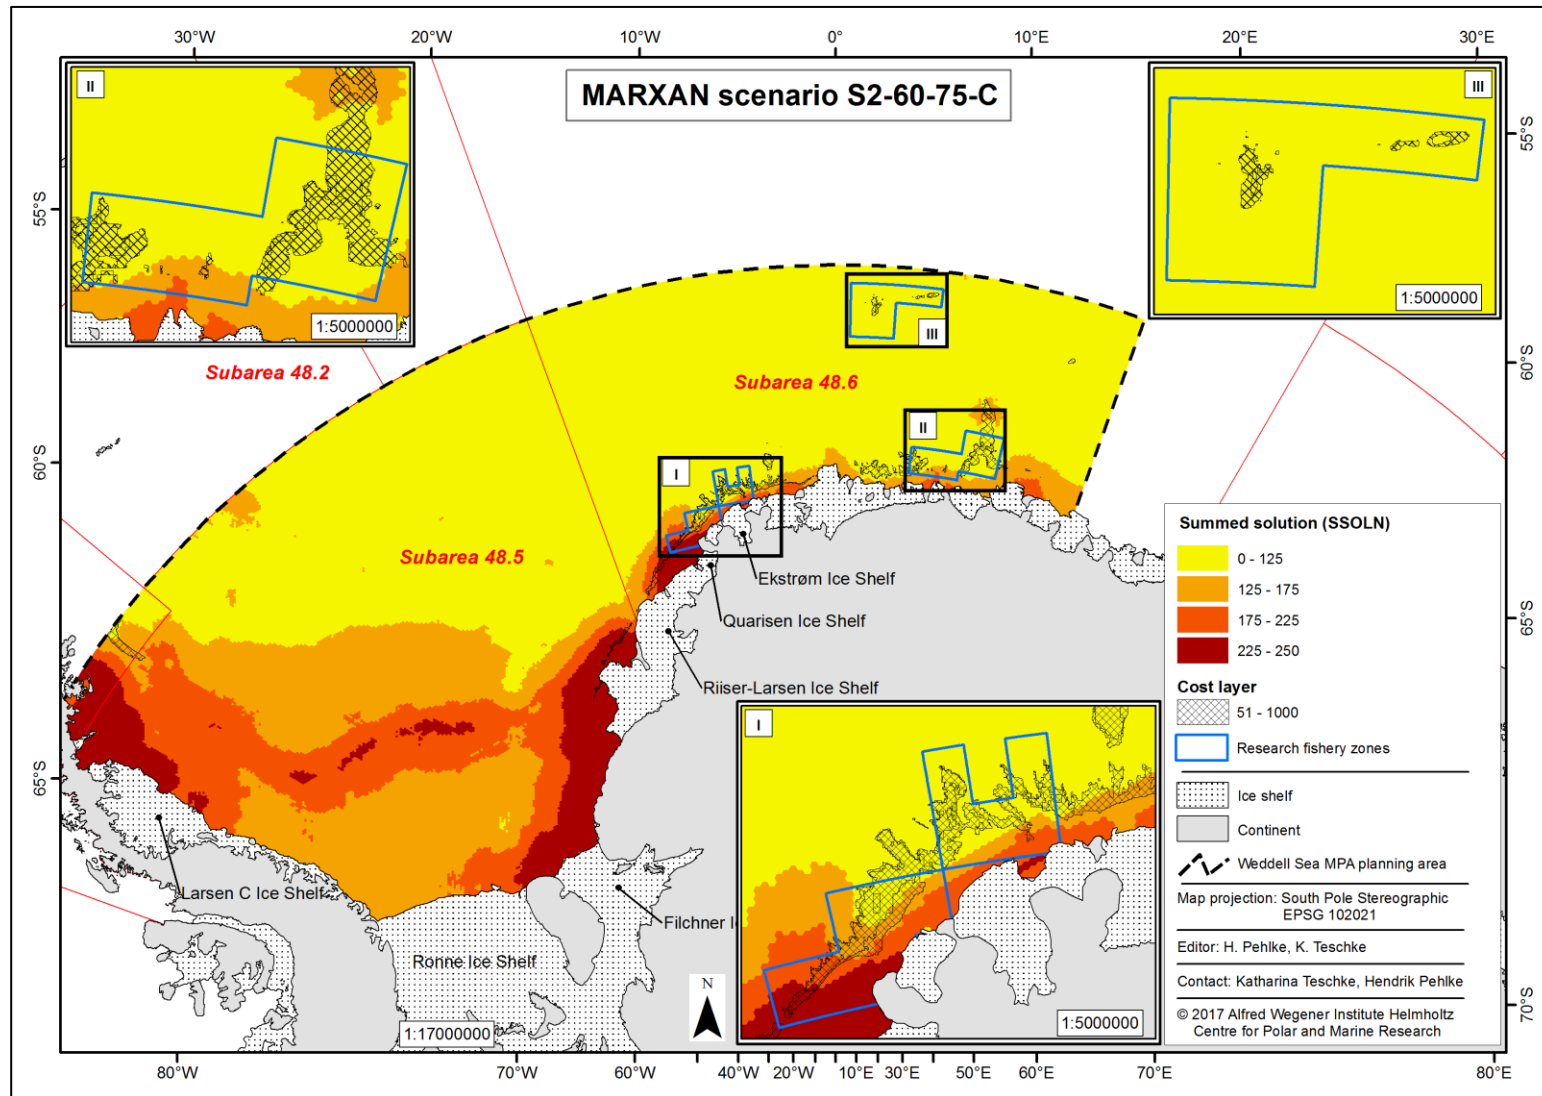 30°W 20°W 10°W 0° 10°E 20°E 30°E
MARXAN scenario S2-60-75-C
II
1:5000000
III
1:5000000
55°S
60°S
65°S
70°S
55°S
60°S
65°S
Subarea 48.2
Subarea 48.6
Subarea 48.5
III
II
I
Ekstrøm Ice Shelf
Quarisen Ice Shelf
Riiser-Larsen Ice Shelf
Larsen C Ice Shelf
Filchner
Ronne Ice Shelf
N
1:17000000
I
1:5000000
Summed solution (SSOLN)
0 - 125
125 - 175
175 - 225
225 - 250
Cost layer
51 - 1000
Research fishery zones
Ice shelf
Continent
Weddell Sea MPA planning area
Map projection: South Pole Stereographic
EPSG 102021
Editor: H. Pehlke, K. Teschke
Contact: Katharina Teschke, Hendrik Pehlke
© 2017 Alfred Wegener Institute Helmholtz
Centre for Polar and Marine Research
80°W 70°W 60°W 40°W 20°W 10°E 30°E 50°E 60°E 70°E 80°E